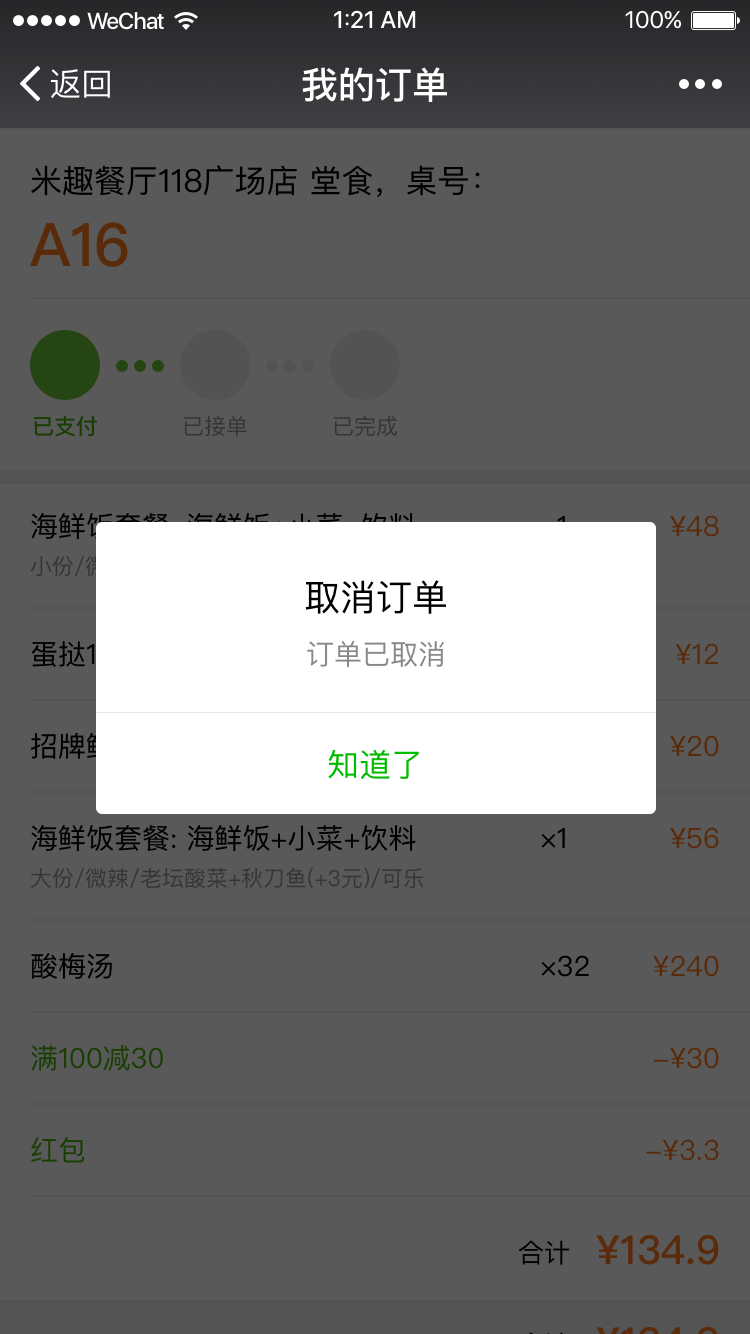 WeChat 1:21 AM 100%
返回 我的订单
米趣餐厅118广场店 堂食，桌号：
A16
已支付 已接单 已完成
海鲜饭套餐: 海鲜饭+小菜+饮料 ×1 ¥48
小份/微
取消订单
订单已取消
蛋挞1 ¥12
招牌 ¥20
知道了
海鲜饭套餐: 海鲜饭+小菜+饮料 ×1 ¥56
大份/微辣/老坛酸菜+秋刀鱼(+3元)/可乐
酸梅汤 ×32 ¥240
满100减30 –¥30
红包 –¥3.3
合计 ¥134.9